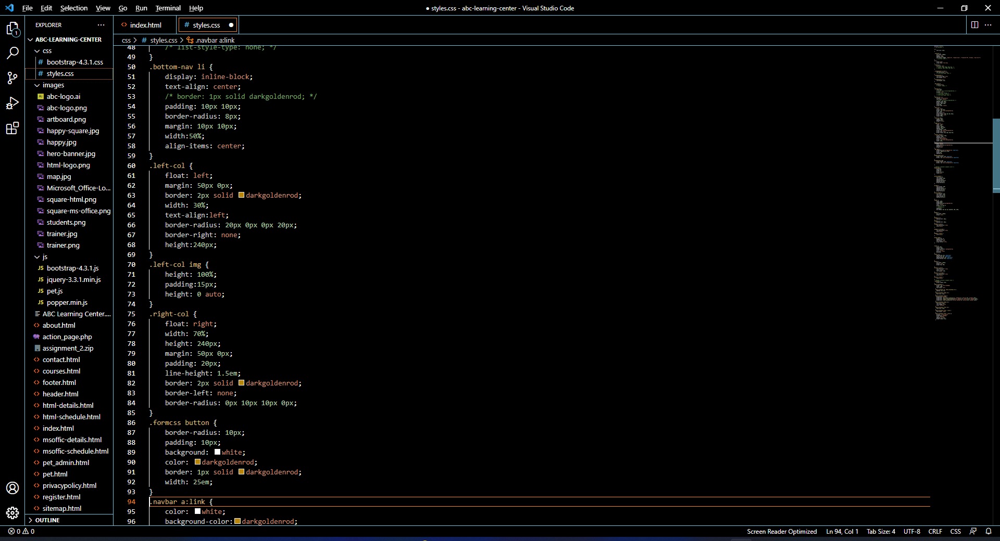 File Edit Selection View Go Run Terminal Help
● styles.css - abc-learning-center - Visual Studio Code
EXPLORER
1
ABC-LEARNING-CENTER
css
# bootstrap-4.3.1.css
# styles.css
images
abc-logo.ai
abc-logo.png
artboard.png
happy-square.jpg
happy.jpg
hero-banner.jpg
html-logo.png
map.jpg
Microsoft_Office-Lo...
square-html.png
square-ms-office.png
students.png
trainer.jpg
trainer.png
js
JS bootstrap-4.3.1.js
JS jquery-3.3.1.min.js
JS pet.js
JS popper.min.js
ABC Learning Center....
<> about.html
action_page.php
assignment_2.zip
<> contact.html
<> courses.html
<> footer.html
<> header.html
<> html-details.html
<> html-schedule.html
<> index.html
<> msoffic-details.html
<> msoffic-schedule.html
<> pet_admin.html
<> pet.html
<> privacypolicy.html
<> register.html
<> sitemap.html
OUTLINE
<> index.html
# styles.css ●
css > # styles.css > .navbar a:link
48 /* list-style-type: none; */
49 }
50 .bottom-nav li {
51 display: inline-block;
52 text-align: center;
53 /* border: 1px solid darkgoldenrod; */
54 padding: 10px 10px;
55 border-radius: 8px;
56 margin: 10px 10px;
57 width:50%;
58 align-items: center;
59 }
60 .left-col {
61 float: left;
62 margin: 50px 0px;
63 border: 2px solid darkgoldenrod;
64 width: 30%;
65 text-align:left;
66 border-radius: 20px 0px 0px 20px;
67 border-right: none;
68 height:240px;
69 }
70 .left-col img {
71 height: 100%;
72 padding:15px;
73 height: 0 auto;
74 }
75 .right-col {
76 float: right;
77 width: 70%;
78 height: 240px;
79 margin: 50px 0px;
80 padding: 20px;
81 line-height: 1.5em;
82 border: 2px solid darkgoldenrod;
83 border-left: none;
84 border-radius: 0px 10px 10px 0px;
85 }
86 .formcss button {
87 border-radius: 10px;
88 padding: 10px;
89 background: white;
90 color: darkgoldenrod;
91 border: 1px solid darkgoldenrod;
92 width: 25em;
93 }
94 .navbar a:link {
95 color: white;
96 background-color: darkgoldenrod;
0 0
Screen Reader Optimized Ln 94, Col 1 Tab Size: 4 UTF-8 CRLF CSS